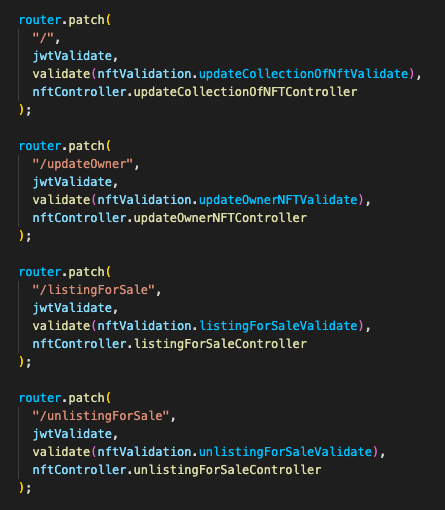 router.patch(
"/",
jwtValidate,
validate(nftValidation.updateCollectionOfNftValidate),
nftController.updateCollectionOfNFTController
);
router.patch(
"/updateOwner",
jwtValidate,
validate(nftValidation.updateOwnerNFTValidate),
nftController.updateOwnerNFTController
);
router.patch(
"/listingForSale",
jwtValidate,
validate(nftValidation.listingForSaleValidate),
nftController.listingForSaleController
);
router.patch(
"/unlistingForSale",
jwtValidate,
validate(nftValidation.unlistingForSaleValidate),
nftController.unlistingForSaleController
);